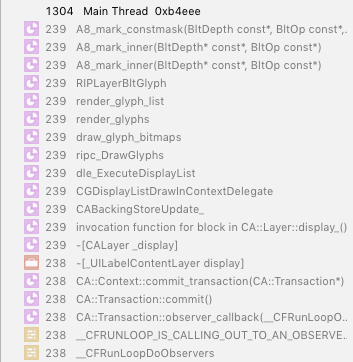 1304 Main Thread 0xb4eee
239 A8_mark_constmask(BltDepth const*, BltOp const*,..
239 A8_mark_inner(BltDepth* const*, BltOp const*)
239 A8_mark_inner(BltDepth* const*, BltOp const*)
239 RIPLayerBltGlyph
239 render_glyph_list
239 render_glyphs
239 draw_glyph_bitmaps
239 ripc_DrawGlyphs
239 dle_ExecuteDisplayList
239 CGDisplayListDrawInContextDelegate
239 CABackingStoreUpdate_
239 invocation function for block in CA::Layer::display_()
239 -[CALayer _display]
238 -[_UILabelContentLayer display]
238 CA::Context::commit_transaction(CA::Transaction*)
238 CA::Transaction::commit()
238 CA::Transaction::observer_callback(__CFRunLoopO...
238 __CFRUNLOOP_IS_CALLING_OUT_TO_AN_OBSERVE...
238 __CFRunLoopDoObservers